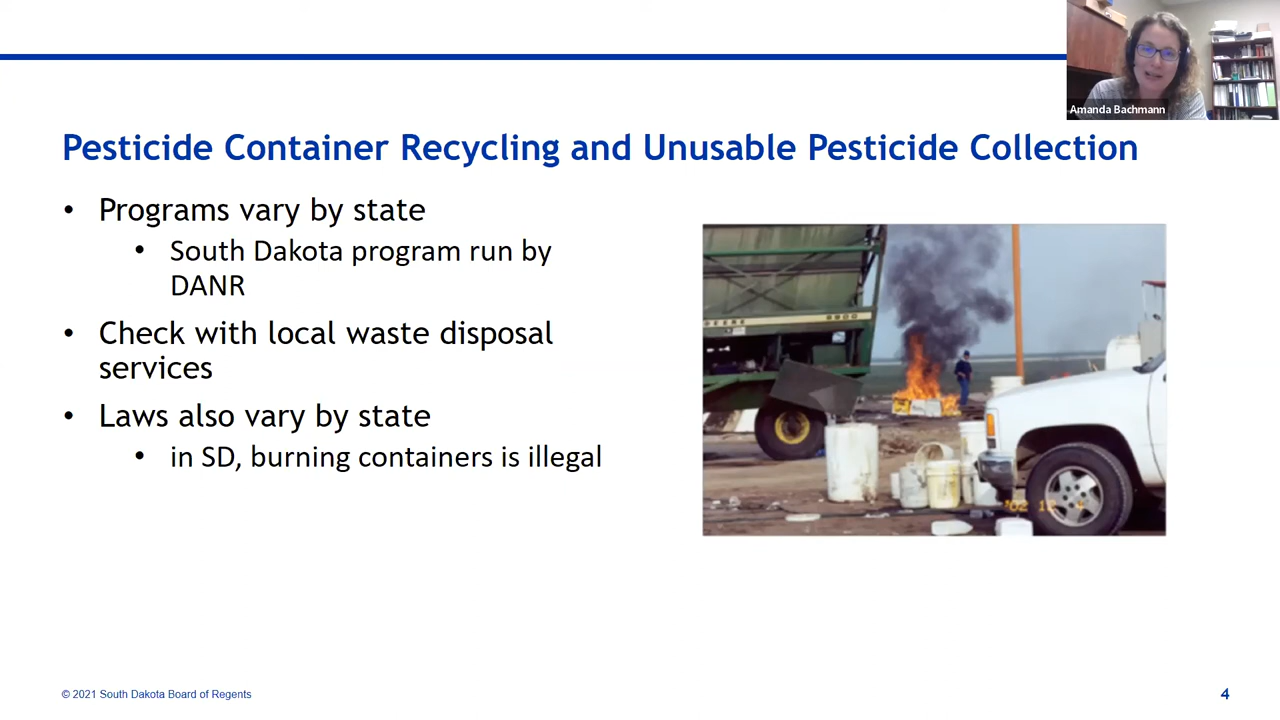 Amanda Bachmann
Pesticide Container Recycling and Unusable Pesticide Collection
• Programs vary by state
• South Dakota program run by
DANR
• Check with local waste disposal
services
• Laws also vary by state
• in SD, burning containers is illegal
© 2021 South Dakota Board of Regents
4